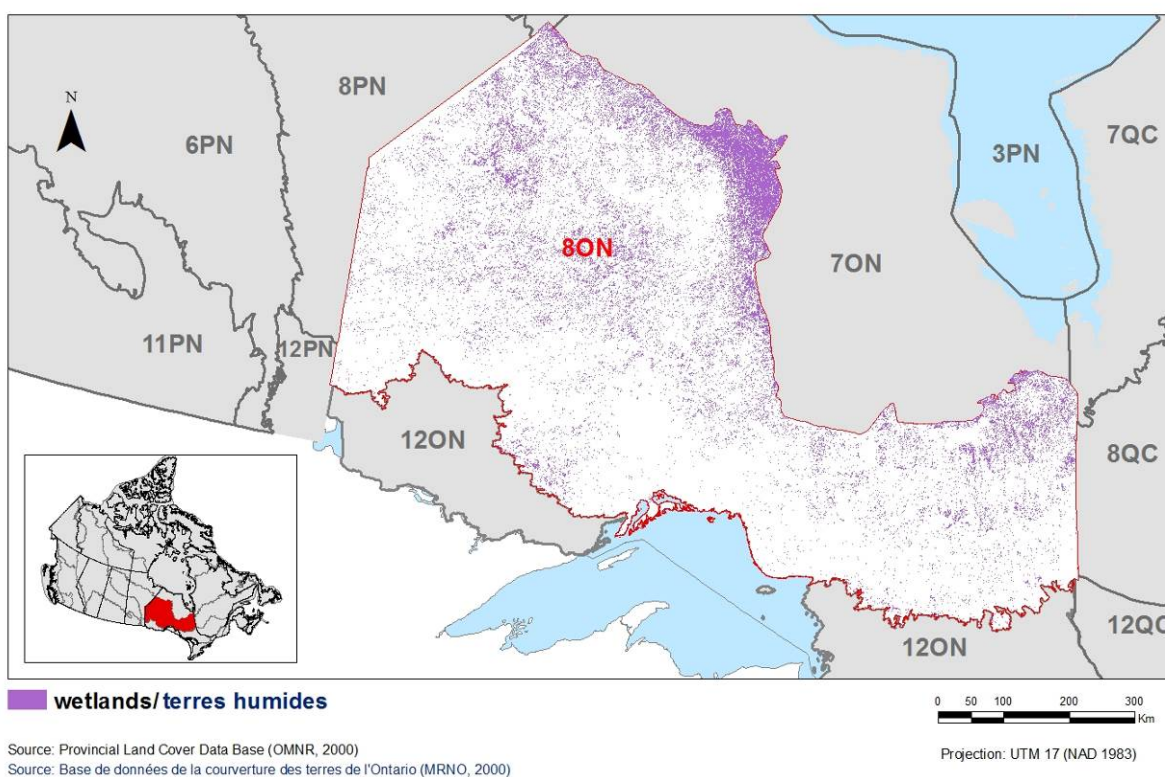 N
8PN
6PN
3PN
7QC
8ON
7ON
11PN
12PN
12ON
8QC
12ON
12QC
wetlands/ terres humides
0 50 100 200 300
Km
Source: Provincial Land Cover Data Base (OMNR, 2000)
Source: Base de données de la courverture des terres de l'Ontario (MRNO, 2000)
Projection: UTM 17 (NAD 1983)